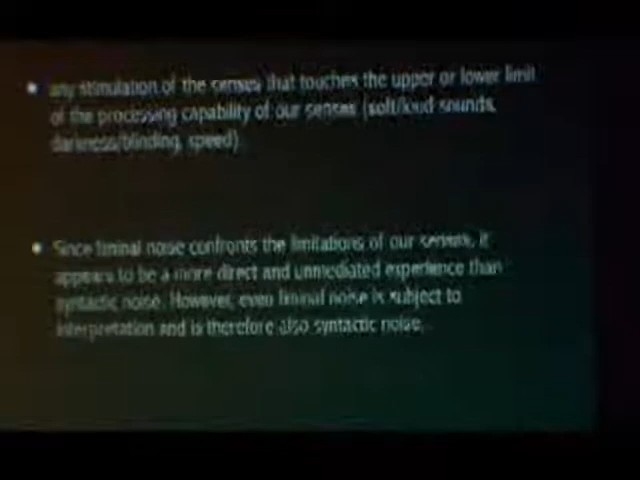 • any stimulation of the senses that touches the upper or lower limit
of the processing capability of our senses (soft/loud sounds,
darkness/blinding, speed)
• Since liminal noise confronts the limitations of our senses, it
appears to be a more direct and unmediated experience than
syntactic noise. However, even liminal noise is subject to
interpretation and is therefore also syntactic noise.